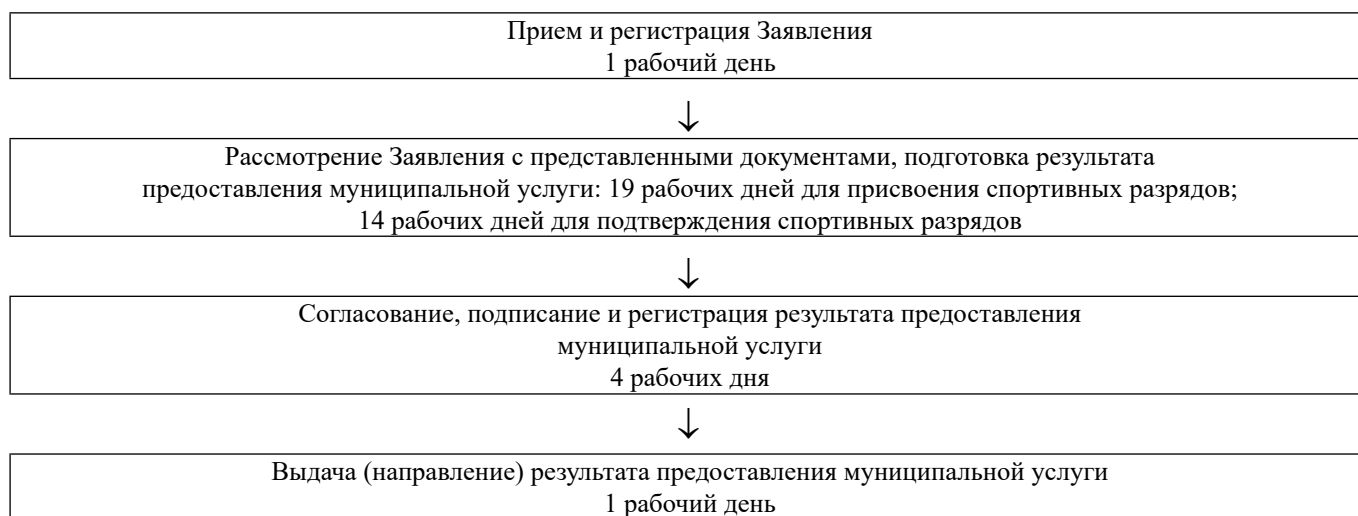 Прием и регистрация Заявления
1 рабочий день
↓
Рассмотрение Заявления с представленными документами, подготовка результата
предоставления муниципальной услуги: 19 рабочих дней для присвоения спортивных разрядов;
14 рабочих дней для подтверждения спортивных разрядов
↓
Согласование, подписание и регистрация результата предоставления
муниципальной услуги
4 рабочих дня
↓
Выдача (направление) результата предоставления муниципальной услуги
1 рабочий день